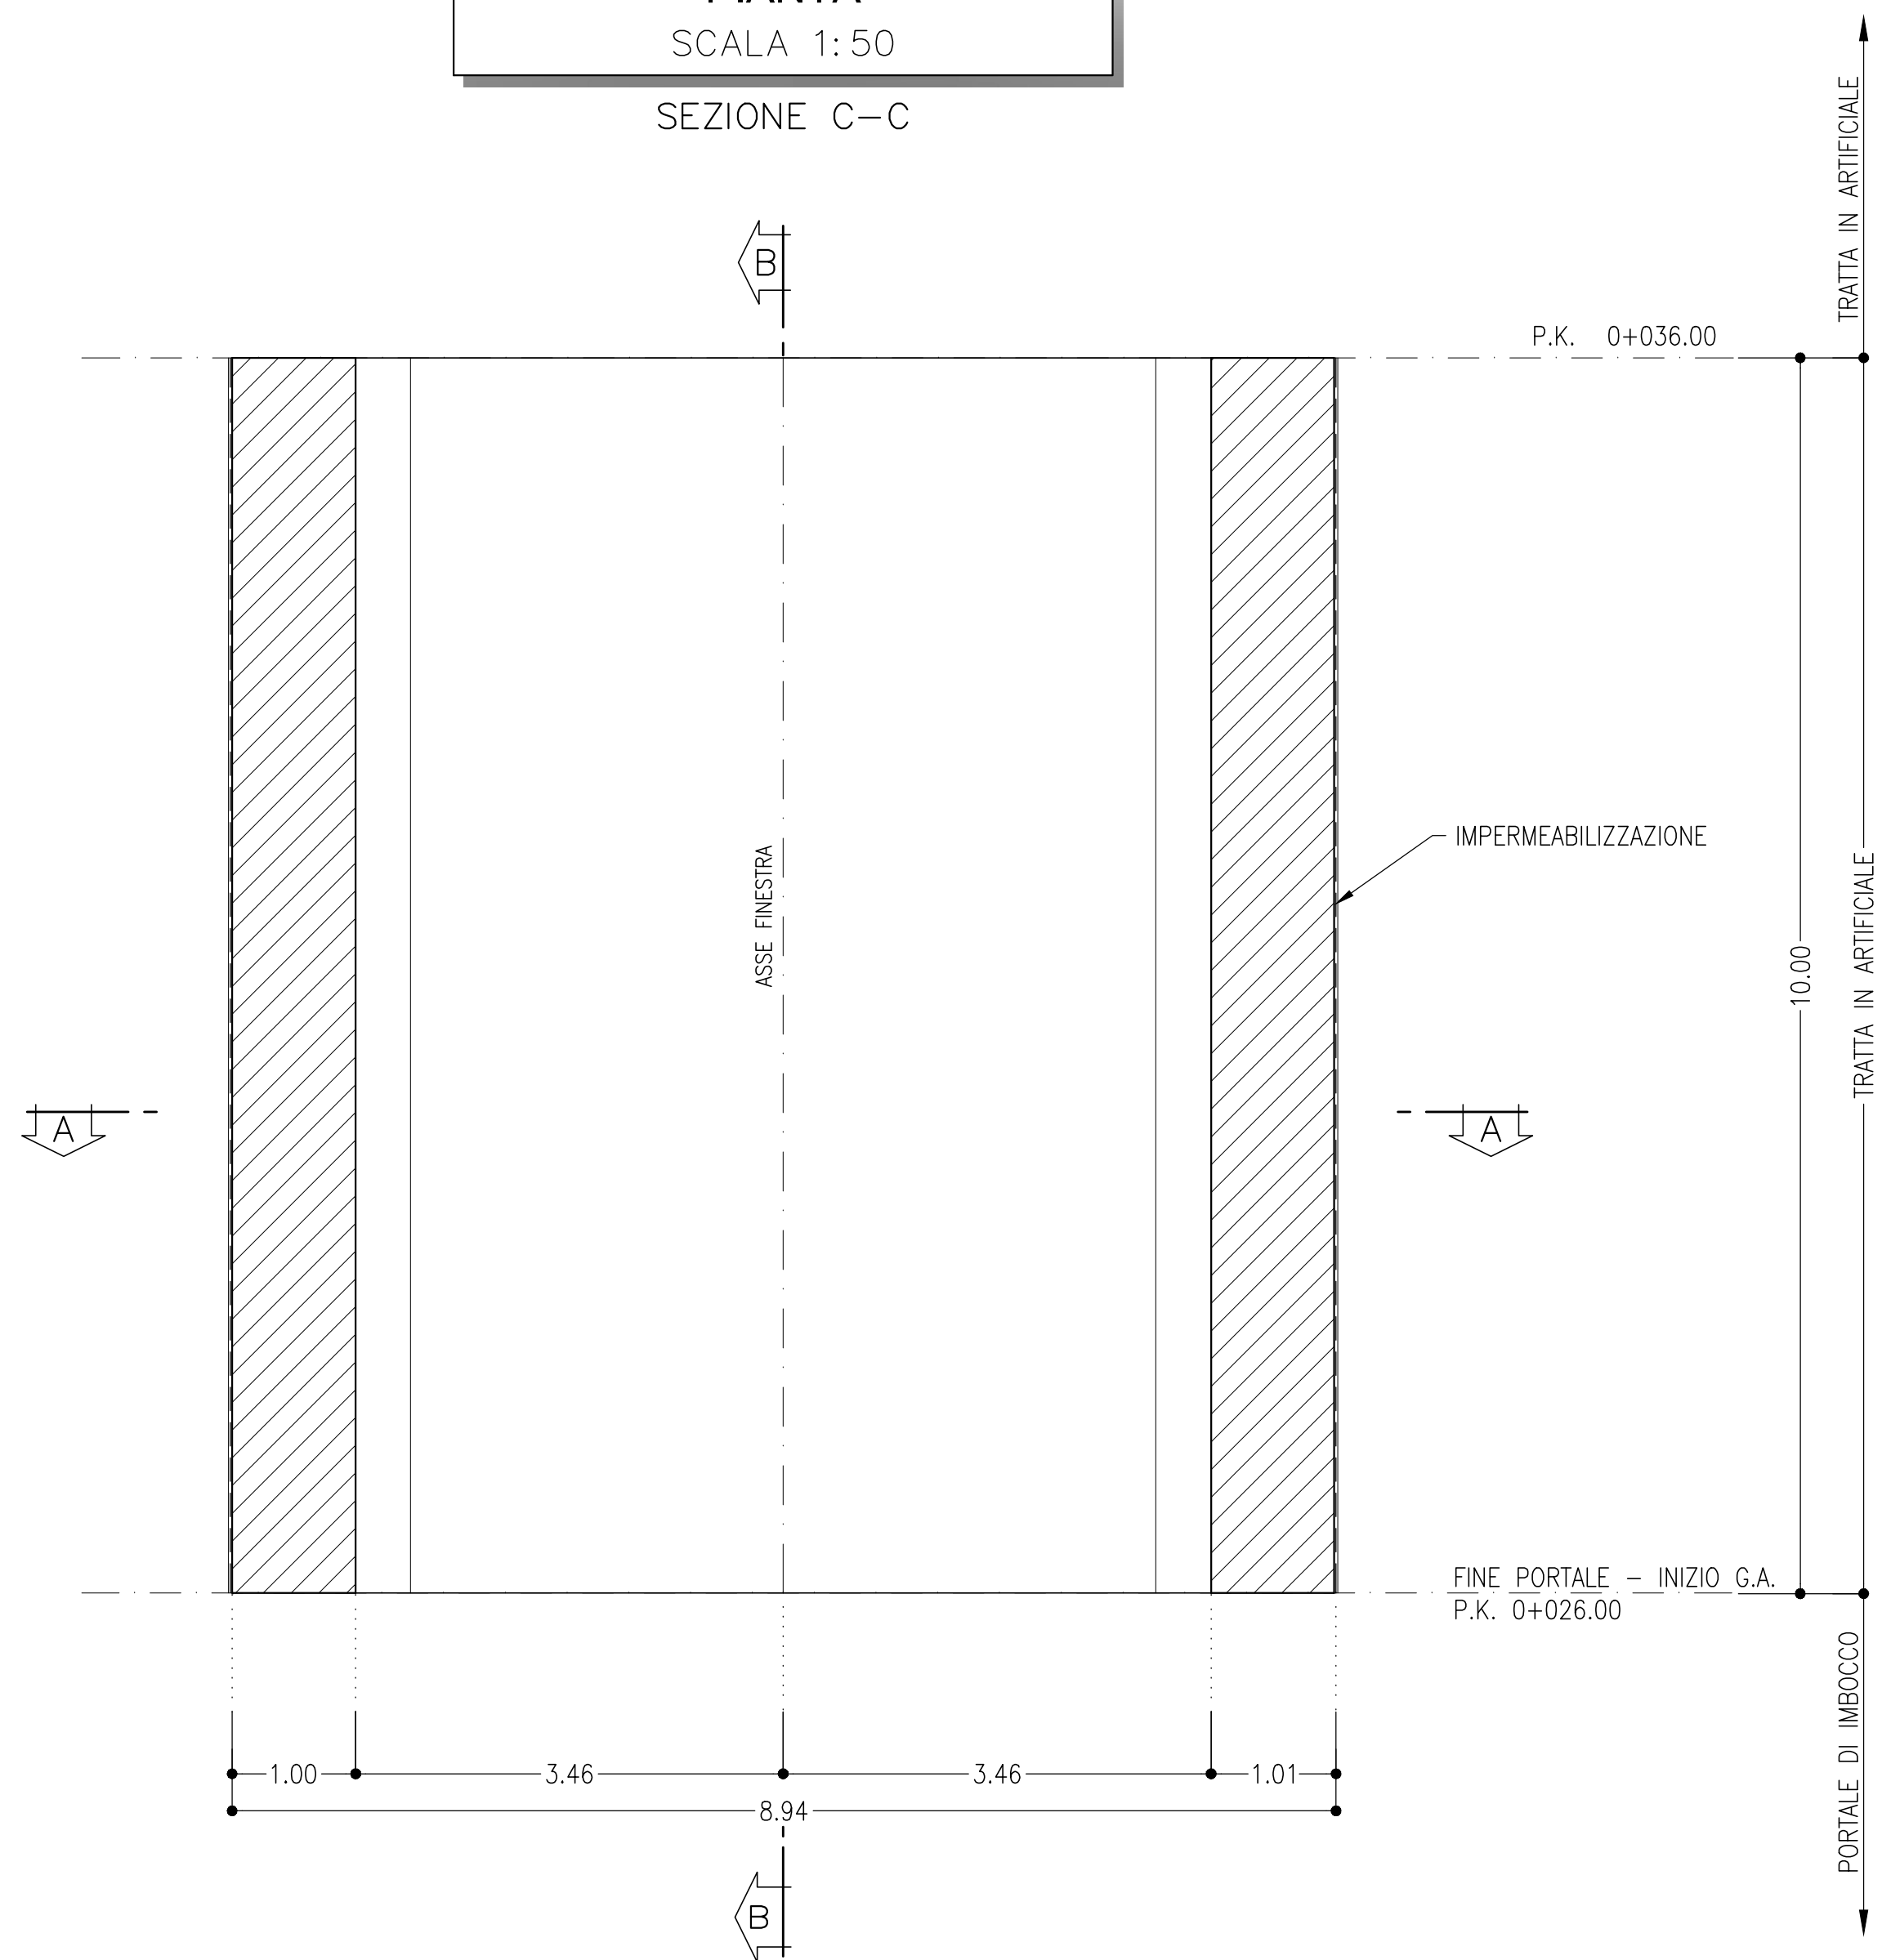 PIANTA
SCALA 1:50
SEZIONE C-C
TRATTA IN ARTIFICIALE
B
P.K. 0+036.00
IMPERMEABILIZZAZIONE
ASSE FINESTRA
10.00
TRATTA IN ARTIFICIALE
A
A
FINE PORTALE - INIZIO G.A.
P.K. 0+026.00
PORTALE DI IMBOCCO
1.00 3.46 3.46 1.01
8.94
B